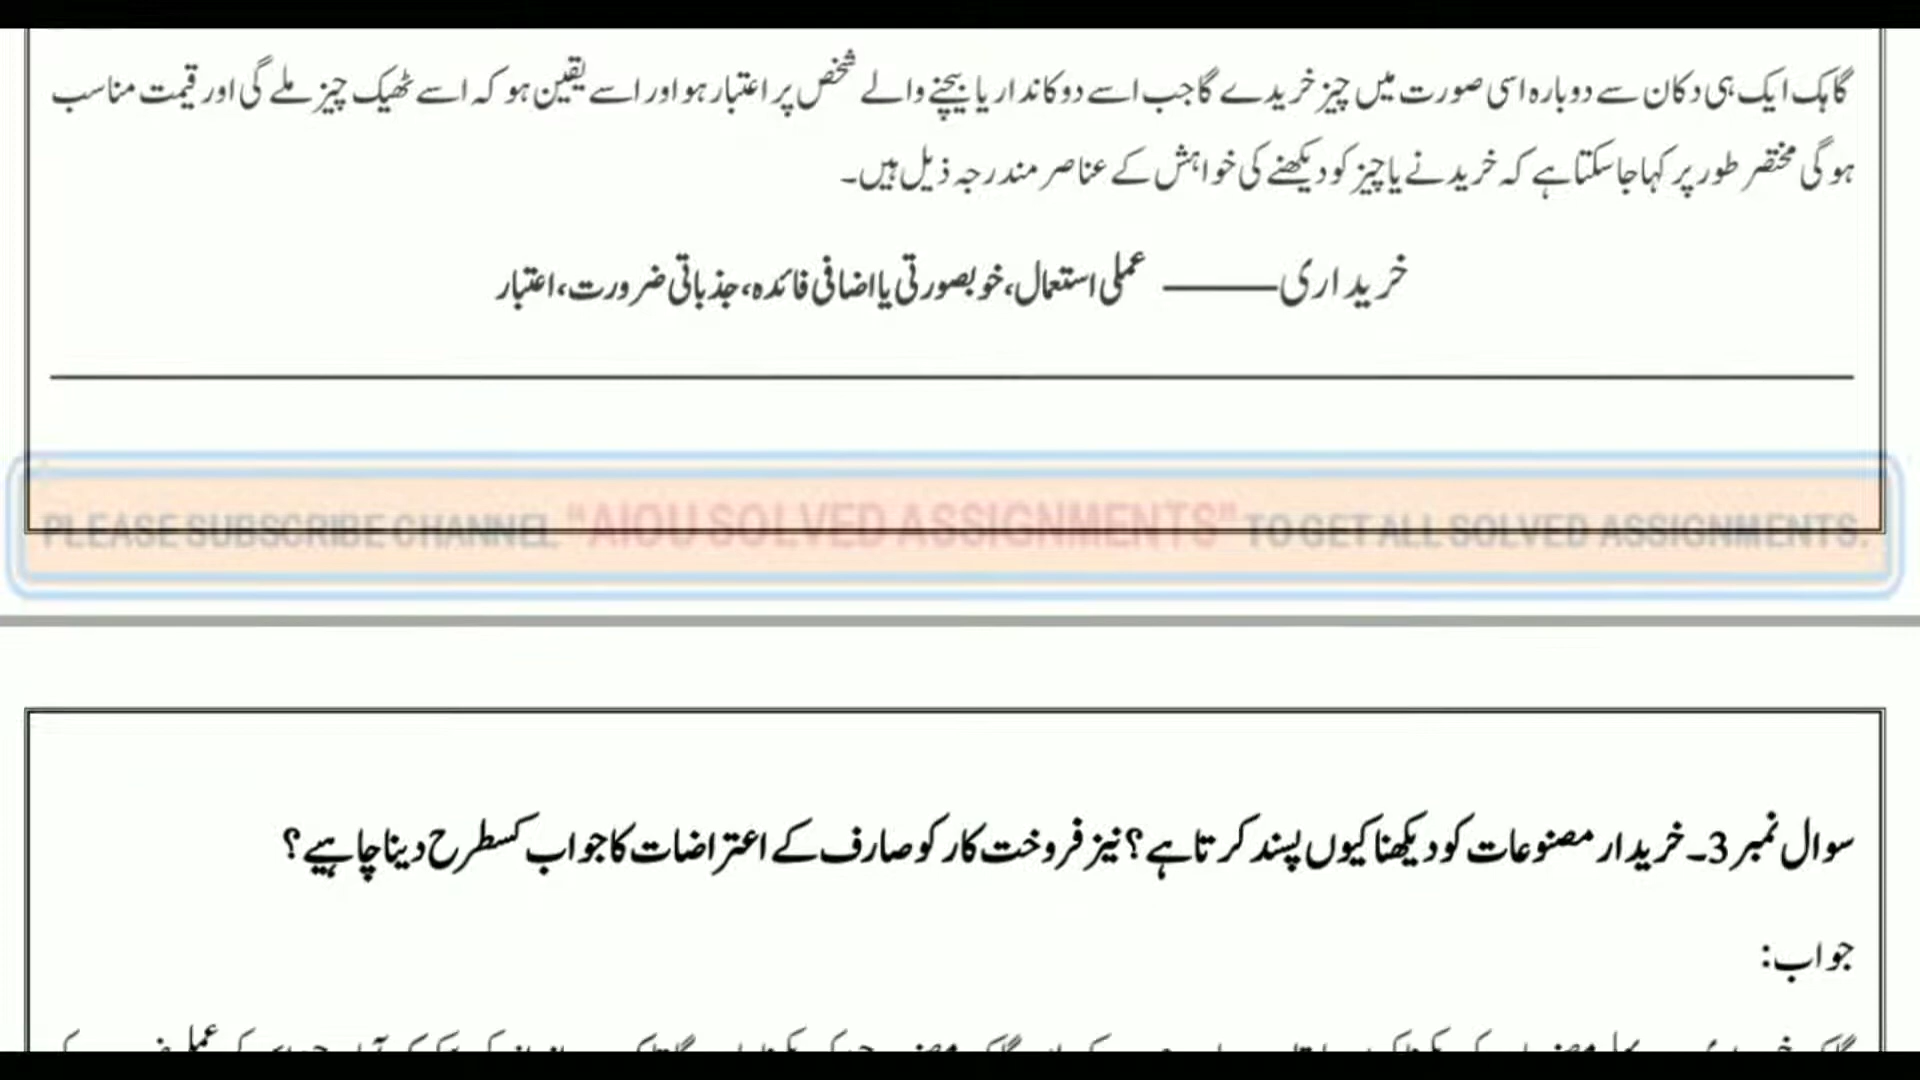 گاہک ایک ہی دکان سے دوبارہ اسی صورت میں چیز خریدے گا جب اسے دوکاندار یا بیچنے والے شخص پر اعتبار ہو اور اسے یقین ہو کہ اسے ٹھیک چیز ملے گی اور قیمت مناسب
ہو گی مختصر طور پر کہا جا سکتا ہے کہ خریدنے یا چیز کو دیکھنے کی خواہش کے عناصر مندرجہ ذیل ہیں۔
خریداری ——— عملی استعمال، خوبصورتی یا اضافی فائدہ، جذباتی ضرورت، اعتبار
PLEASE SUBSCRIBE CHANNEL "AIOU SOLVED ASSIGNMENTS" TO GET ALL SOLVED ASSIGNMENTS.
سوال نمبر 3۔ خریدار مصنوعات کو دیکھنا کیوں پسند کرتا ہے؟ نیز فروخت کار کو صارف کے اعتراضات کا جواب کسطرح دینا چاہیے؟
جواب: